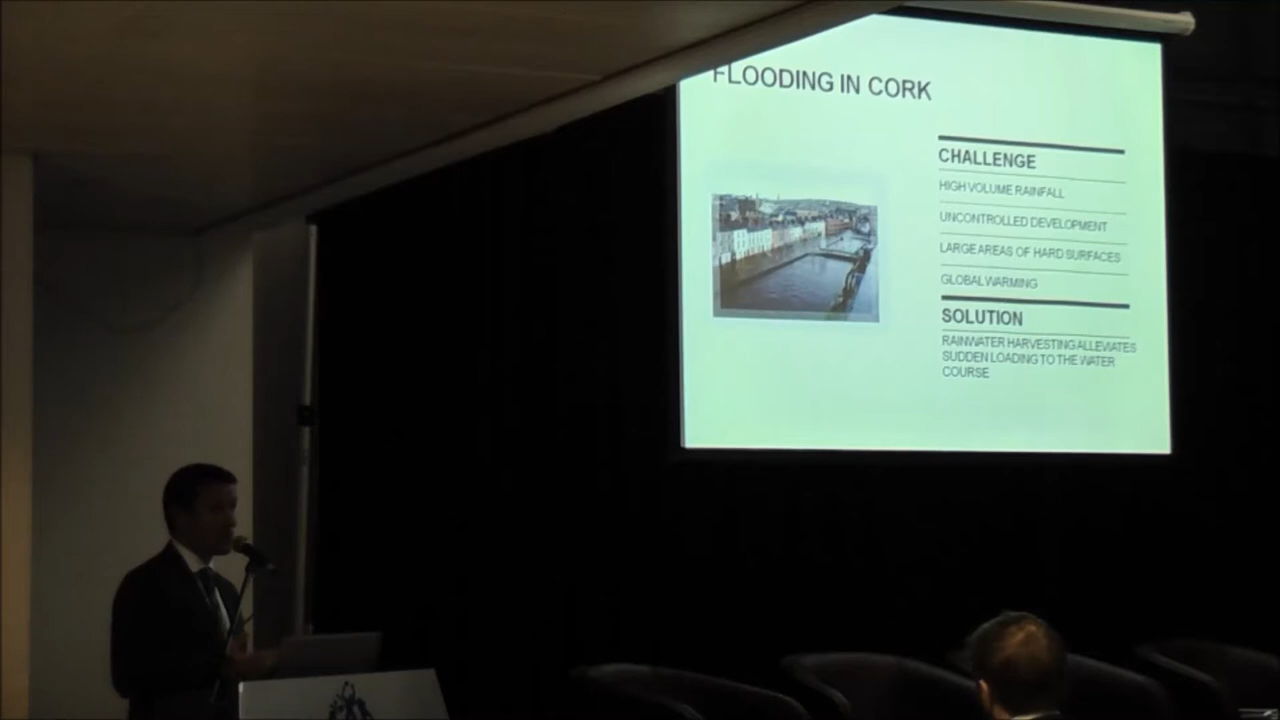 FLOODING IN CORK
CHALLENGE
HIGH VOLUME RAINFALL
UNCONTROLLED DEVELOPMENT
LARGE AREAS OF HARD SURFACES
GLOBAL WARMING
SOLUTION
RAINWATER HARVESTING ALLEVIATES
SUDDEN LOADING TO THE WATER
COURSE